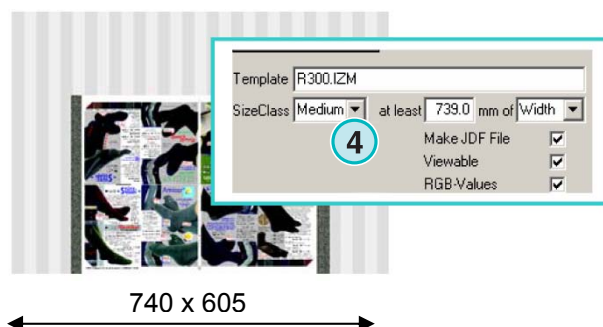 Template R300.IZM
SizeClass Medium at least 739.0 mm of Width
4
Make JDF File
Viewable
RGB-Values
740 x 605